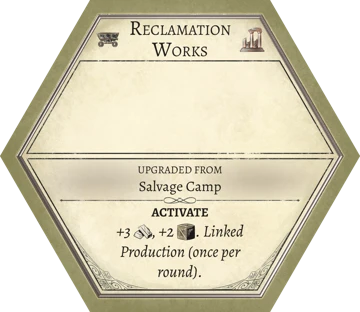 RECLAMATION
WORKS
UPGRADED FROM
Salvage Camp
ACTIVATE
+3 , +2 . Linked
Production (once per
round).